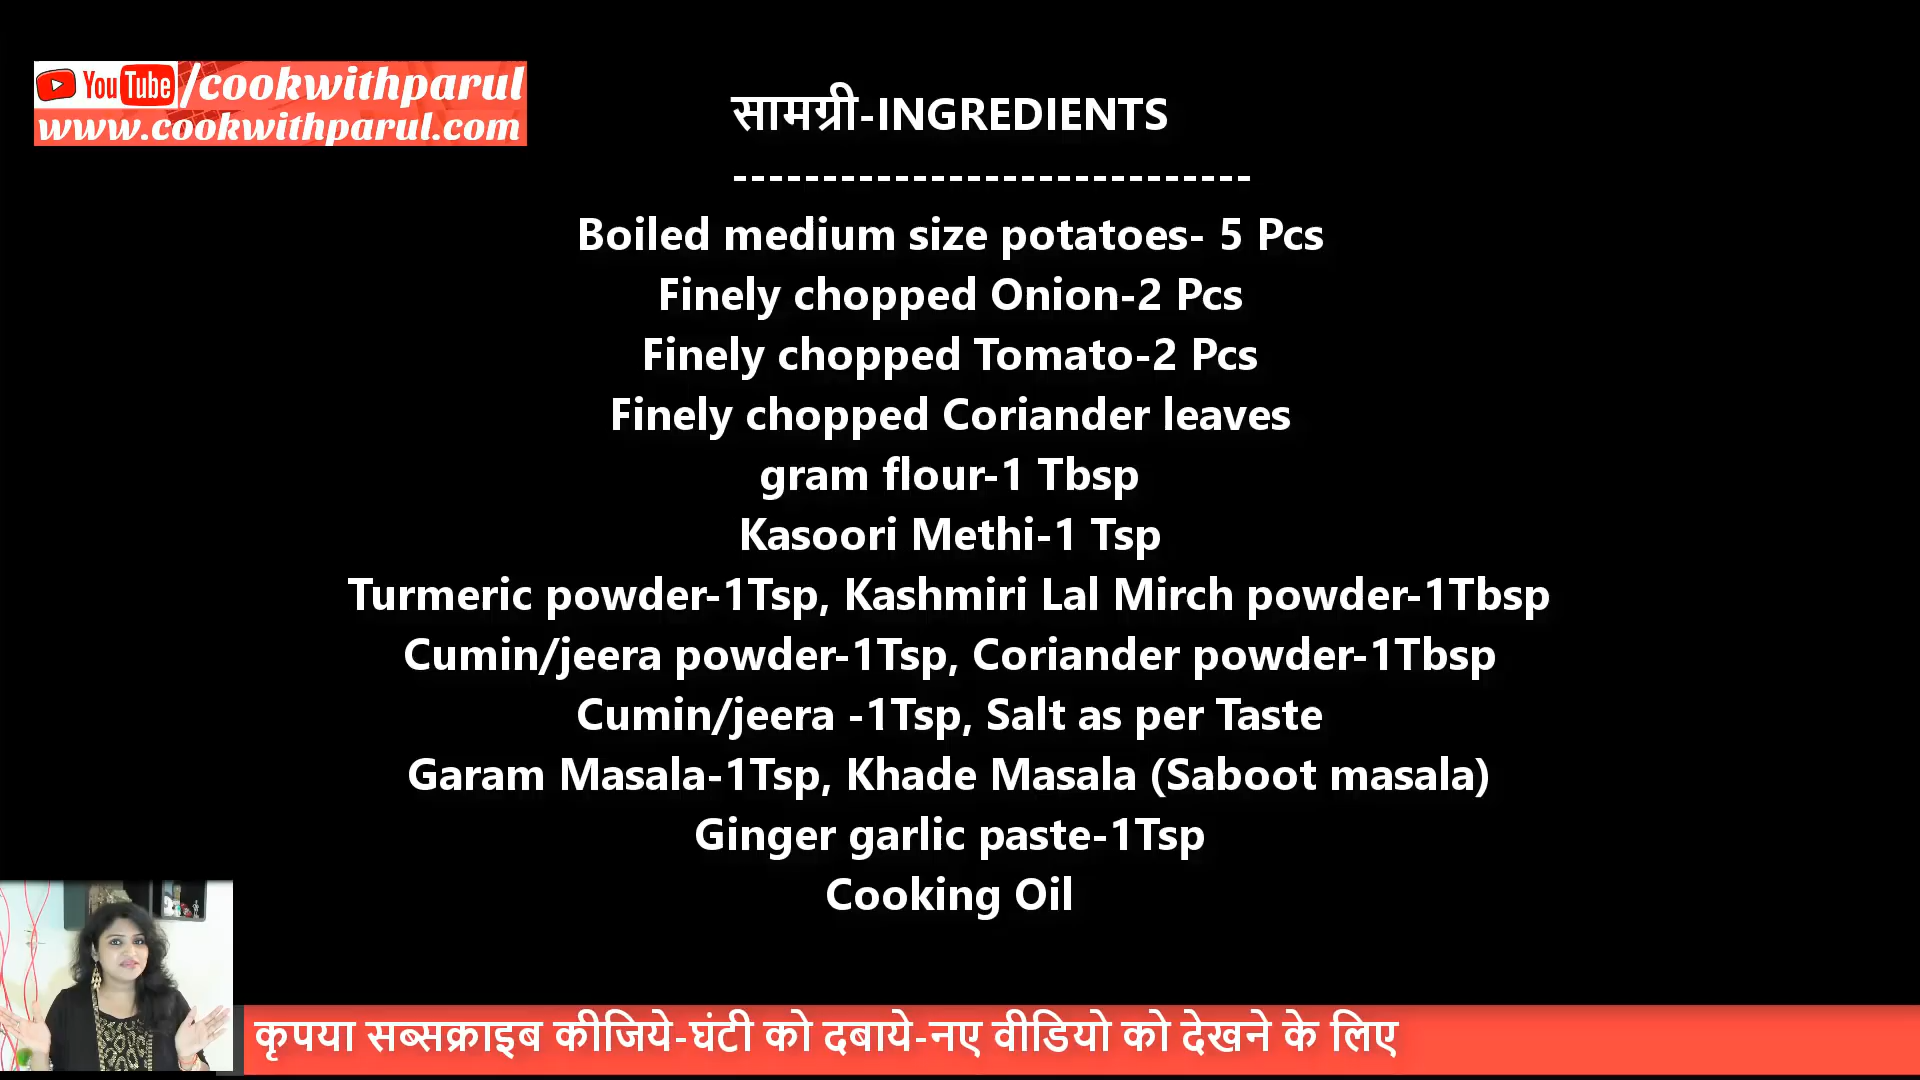 YouTube/cookwithparul
www.cookwithparul.com
सामग्री-INGREDIENTS
-----------------------------
Boiled medium size potatoes- 5 Pcs
Finely chopped Onion-2 Pcs
Finely chopped Tomato-2 Pcs
Finely chopped Coriander leaves
gram flour-1 Tbsp
Kasoori Methi-1 Tsp
Turmeric powder-1Tsp, Kashmiri Lal Mirch powder-1Tbsp
Cumin/jeera powder-1Tsp, Coriander powder-1Tbsp
Cumin/jeera -1Tsp, Salt as per Taste
Garam Masala-1Tsp, Khade Masala (Saboot masala)
Ginger garlic paste-1Tsp
Cooking Oil
कृपया सब्सक्राइब कीजिये-घंटी को दबाये-नए वीडियो को देखने के लिए